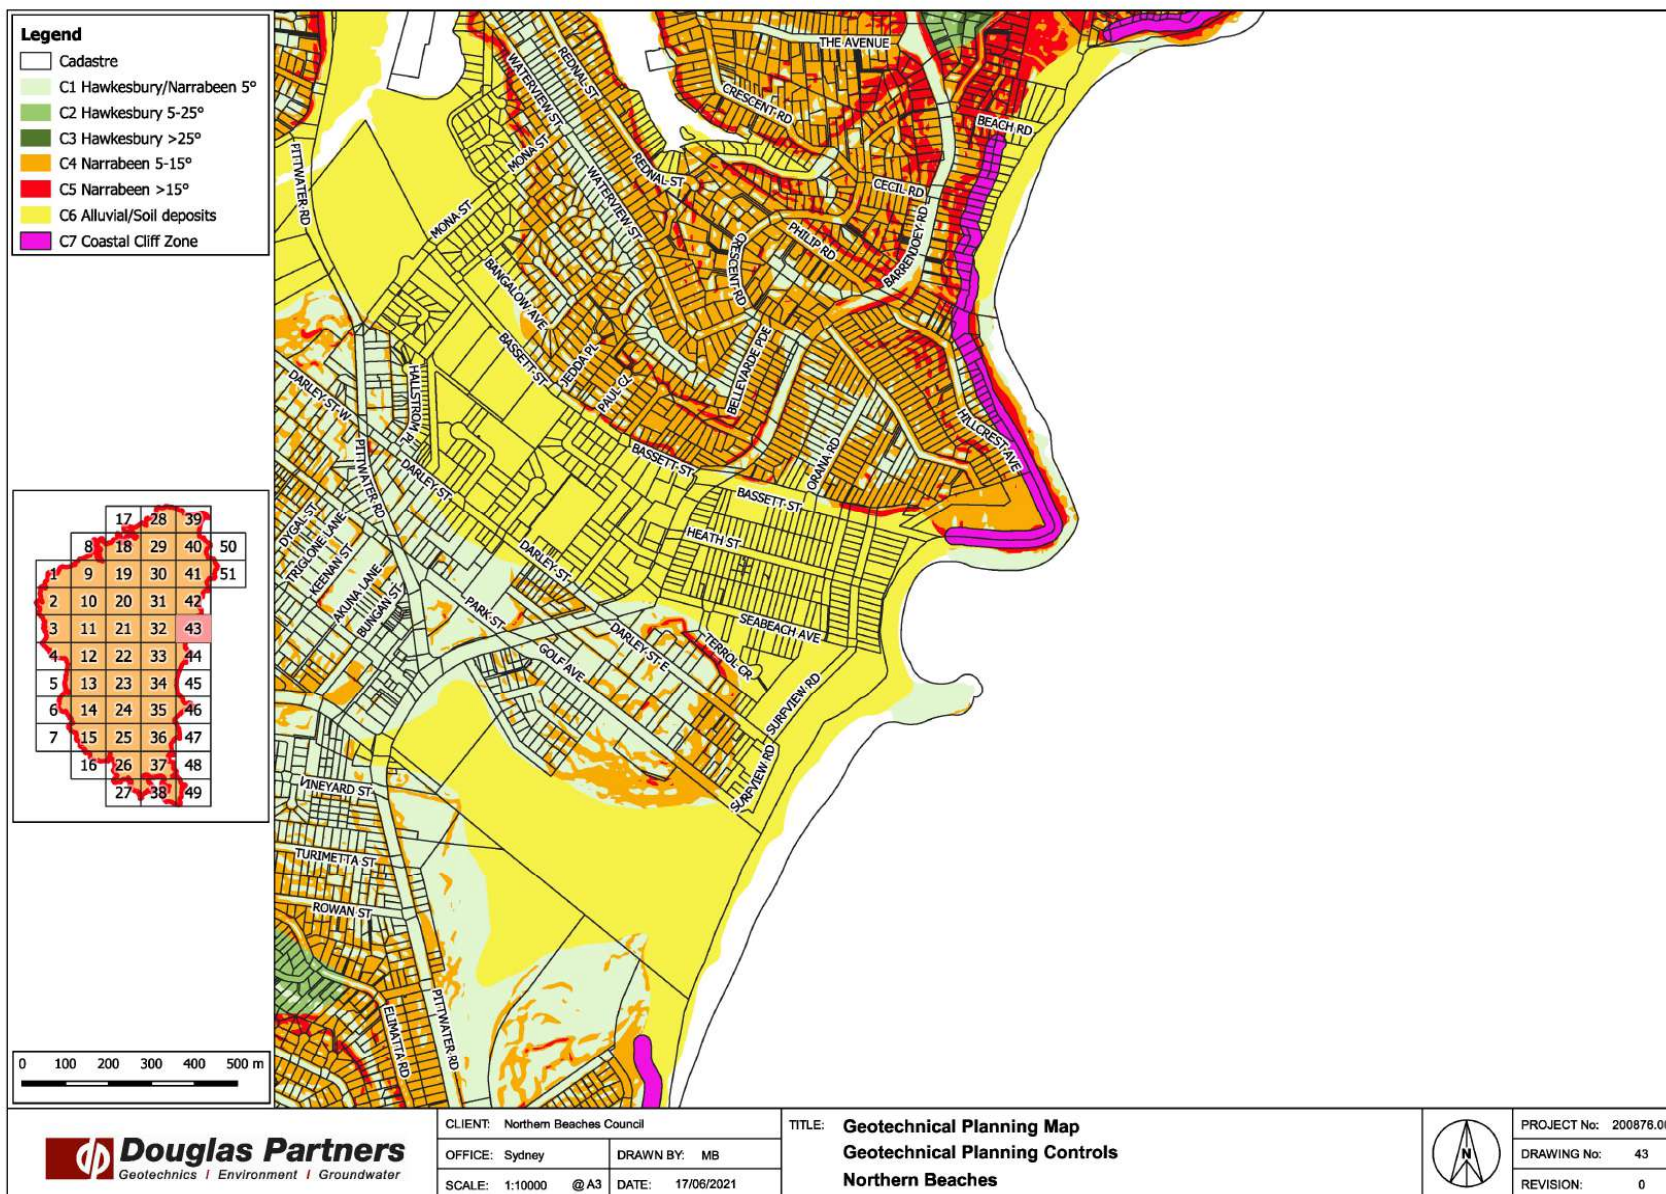 Legend
Cadastre
C1 Hawkesbury/Narrabeen 5°
C2 Hawkesbury 5-25°
C3 Hawkesbury >25°
C4 Narrabeen 5-15°
C5 Narrabeen >15°
C6 Alluvial/Soil deposits
C7 Coastal Cliff Zone
THE AVENUE
REDNAL ST
WATERVIEW ST
CRESCENT RD
BEACH RD
PITTWATER RD
MONA ST
REDNAL ST
CECIL RD
WATERVIEW ST
MONA ST
PHILIP RD
BARRENJOEY RD
CRESCENT RD
BANGALOW AVE
BASSETT ST
JEDDA PL
PAUL CL
BELLEVARDE PDE
DARLEY ST W
HALLSTROM PL
HILLCREST AVE
ORANA RD
PITTWATER RD
DARLEY ST
BASSETT ST
BASSETT ST
DYGAL ST
TRIGLONE LANE
KEENAN ST
AKUNA LANE
BUNGAN ST
HEATH ST
DARLEY ST
PARK ST
SEABEACH AVE
DARLEY ST E
TERROL CR
GOLF AVE
SURFVIEW RD
SURFVIEW RD
VINEYARD ST
TURIMETTA ST
ROWAN ST
ELIMATTA RD
PITTWATER RD
17 28 39
8 18 29 40 50
1 9 19 30 41 51
2 10 20 31 42
3 11 21 32 43
4 12 22 33 44
5 13 23 34 45
6 14 24 35 46
7 15 25 36 47
16 26 37 48
27 38 49
0 100 200 300 400 500 m
Douglas Partners
Geotechnics | Environment | Groundwater
CLIENT: Northern Beaches Council
OFFICE: Sydney
DRAWN BY: MB
SCALE: 1:10000 @A3
DATE: 17/06/2021
TITLE: Geotechnical Planning Map
Geotechnical Planning Controls
Northern Beaches
N
PROJECT No: 200876.0
DRAWING No: 43
REVISION: 0